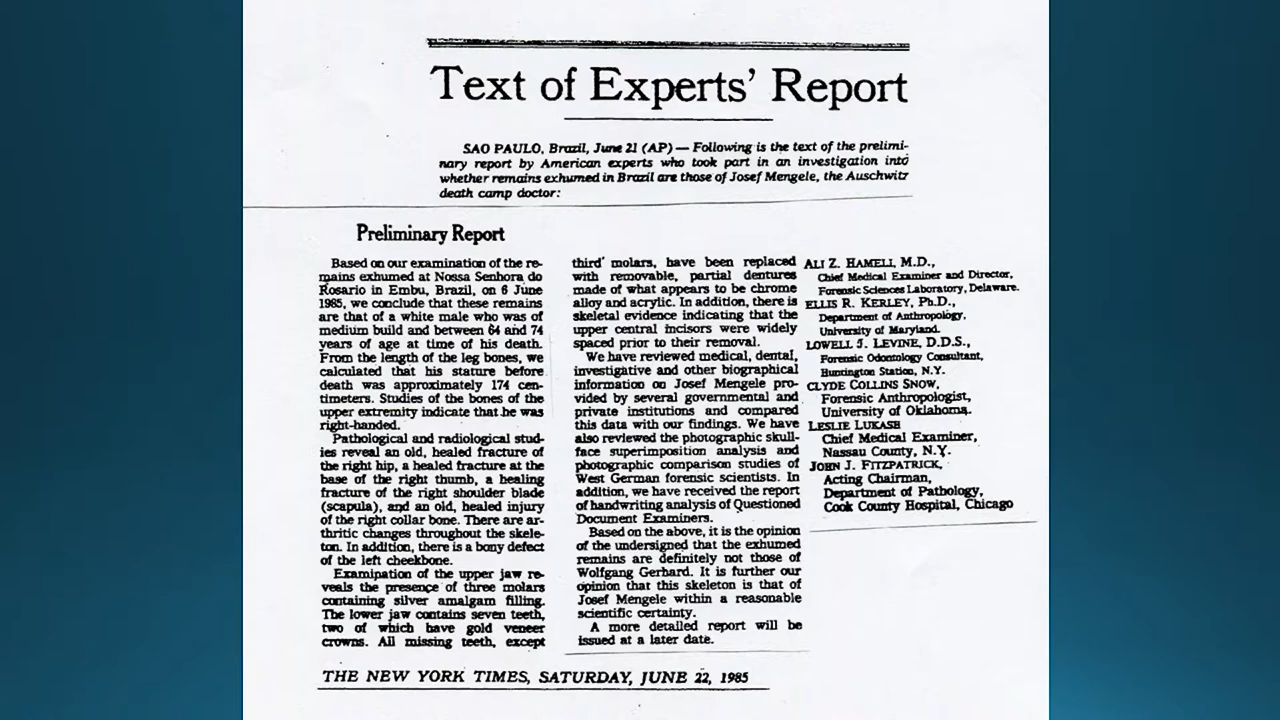 Text of Experts' Report
SAO PAULO, Brazil, June 21 (AP) — Following is the text of the prelimi-
nary report by American experts who took part in an investigation into
whether remains exhumed in Brazil are those of Josef Mengele, the Auschwitz
death camp doctor:
Preliminary Report
Based on our examination of the re-
mains exhumed at Nossa Senhora do
Rosario in Embu, Brazil, on 6 June
1985, we conclude that these remains
are that of a white male who was of
medium build and between 64 and 74
years of age at time of his death.
From the length of the leg bones, we
calculated that his stature before
death was approximately 174 cen-
timeters. Studies of the bones of the
upper extremity indicate that he was
right-handed.
Pathological and radiological stud-
ies reveal an old, healed fracture of
the right hip, a healed fracture at the
base of the right thumb, a healing
fracture of the right shoulder blade
(scapula), and an old, healed injury
of the right collar bone. There are ar-
thritic changes throughout the skele-
ton. In addition, there is a bony defect
of the left cheekbone.
Examination of the upper jaw re-
veals the presence of three molars
containing silver amalgam filling.
The lower jaw contains seven teeth,
two of which have gold veneer
crowns. All missing teeth, except
third molars, have been replaced
with removable, partial dentures
made of what appears to be chrome
alloy and acrylic. In addition, there is
skeletal evidence indicating that the
upper central incisors were widely
spaced prior to their removal.
We have reviewed medical, dental,
investigative and other biographical
information on Josef Mengele pro-
vided by several governmental and
private institutions and compared
this data with our findings. We have
also reviewed the photographic skull-
face superimposition analysis and
photographic comparison studies of
West German forensic scientists. In
addition, we have received the report
of handwriting analysis of Questioned
Document Examiners.
Based on the above, it is the opinion
of the undersigned that the exhumed
remains are definitely not those of
Wolfgang Gerhard. It is further our
opinion that this skeleton is that of
Josef Mengele within a reasonable
scientific certainty.
A more detailed report will be
issued at a later date.
ALI Z. HAMELI, M.D.,
Chief Medical Examiner and Director,
Forensic Sciences Laboratory, Delaware.
ELLIS R. KERLEY, Ph.D.,
Department of Anthropology,
University of Maryland.
LOWELL J. LEVINE, D.D.S.,
Forensic Odontology Consultant,
Huntington Station, N.Y.
CLYDE COLLINS SNOW,
Forensic Anthropologist,
University of Oklahoma.
LESLIE LUKASH
Chief Medical Examiner,
Nassau County, N.Y.
JOHN J. FITZPATRICK,
Acting Chairman,
Department of Pathology,
Cook County Hospital, Chicago
THE NEW YORK TIMES, SATURDAY, JUNE 22, 1985